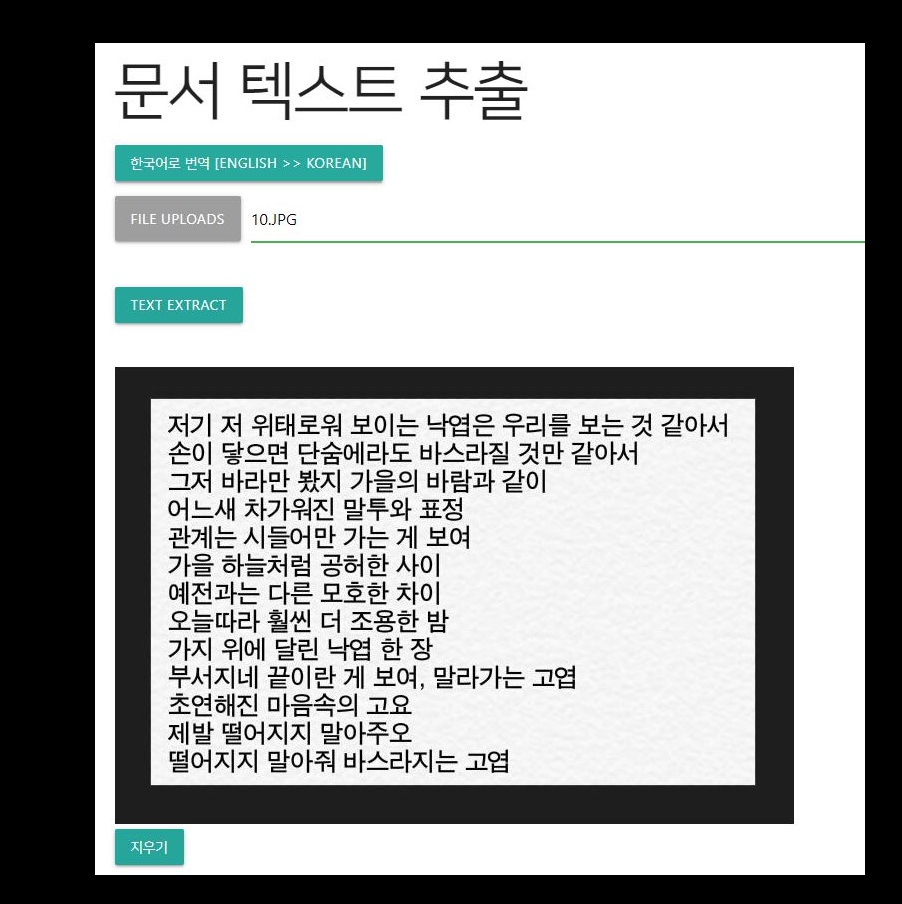 문서 텍스트 추출
한국어로 번역 [ENGLISH >> KOREAN]
FILE UPLOADS 10.JPG
TEXT EXTRACT
저기 저 위태로워 보이는 낙엽은 우리를 보는 것 같아서
손이 닿으면 단숨에라도 바스라질 것만 같아서
그저 바라만 봤지 가을의 바람과 같이
어느새 차가워진 말투와 표정
관계는 시들어만 가는 게 보여
가을 하늘처럼 공허한 사이
예전과는 다른 모호한 차이
오늘따라 훨씬 더 조용한 밤
가지 위에 달린 낙엽 한 장
부서지네 끝이란 게 보여, 말라가는 고엽
초연해진 마음속의 고요
제발 떨어지지 말아주오
떨어지지 말아줘 바스라지는 고엽
지우기